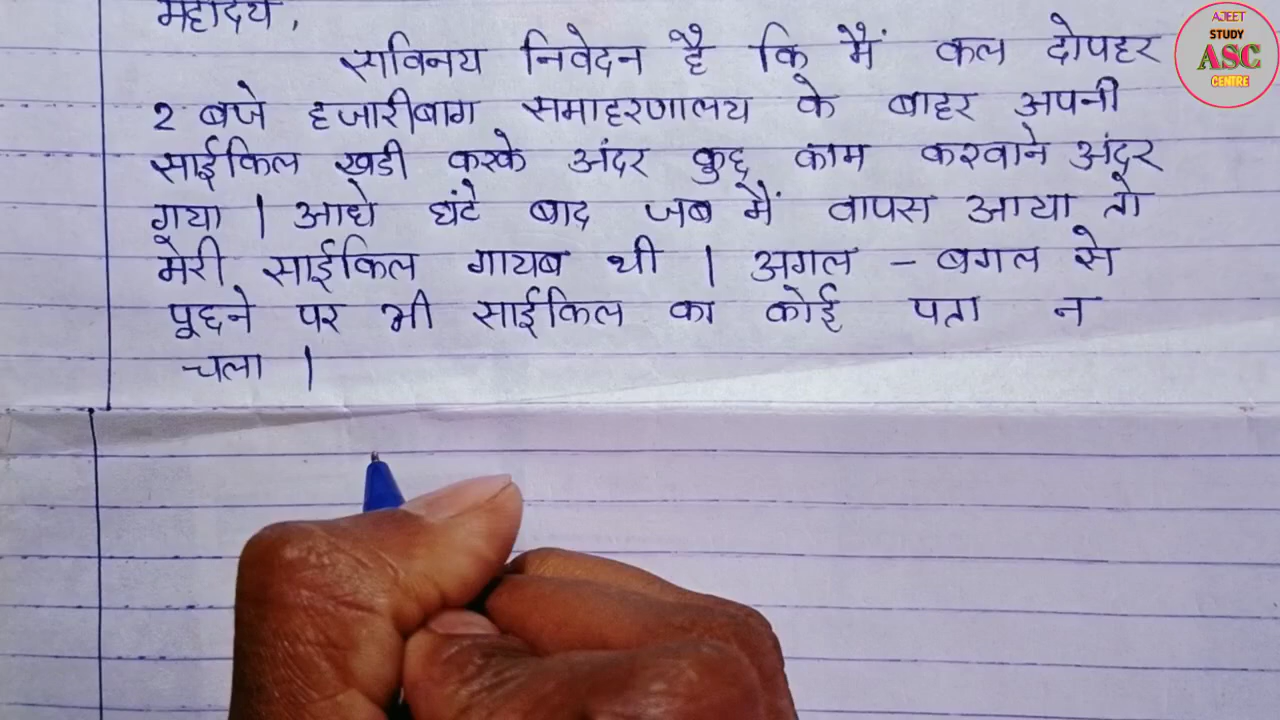 महोदय,
सविनय निवेदन है कि मैं कल दोपहर
2 बजे हजारीबाग समाहरणालय के बाहर अपनी
साईकिल खडी करके अंदर कुछ काम करवाने अंदर
गया । आधे घंटे बाद जब मैं वापस आया तो
मेरी साईकिल गायब थी । अगल - बगल से
पूछने पर भी साईकिल का कोई पता न
चला ।
AJEET
STUDY
ASC
CENTRE